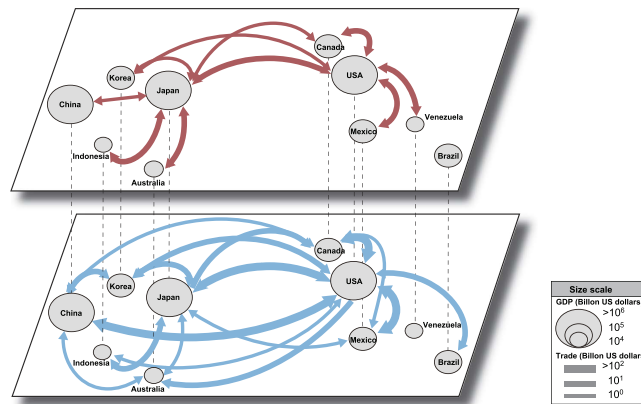 Canada
USA
Korea
Japan
China
Venezuela
Mexico
Indonesia
Brazil
Australia
Canada
USA
Korea
Japan
China
Venezuela
Mexico
Indonesia
Brazil
Australia
Size scale
GDP (Billon US dollars
>10⁶
10⁵
10⁴
Trade (Billon US dollars
>10²
10¹
10⁰